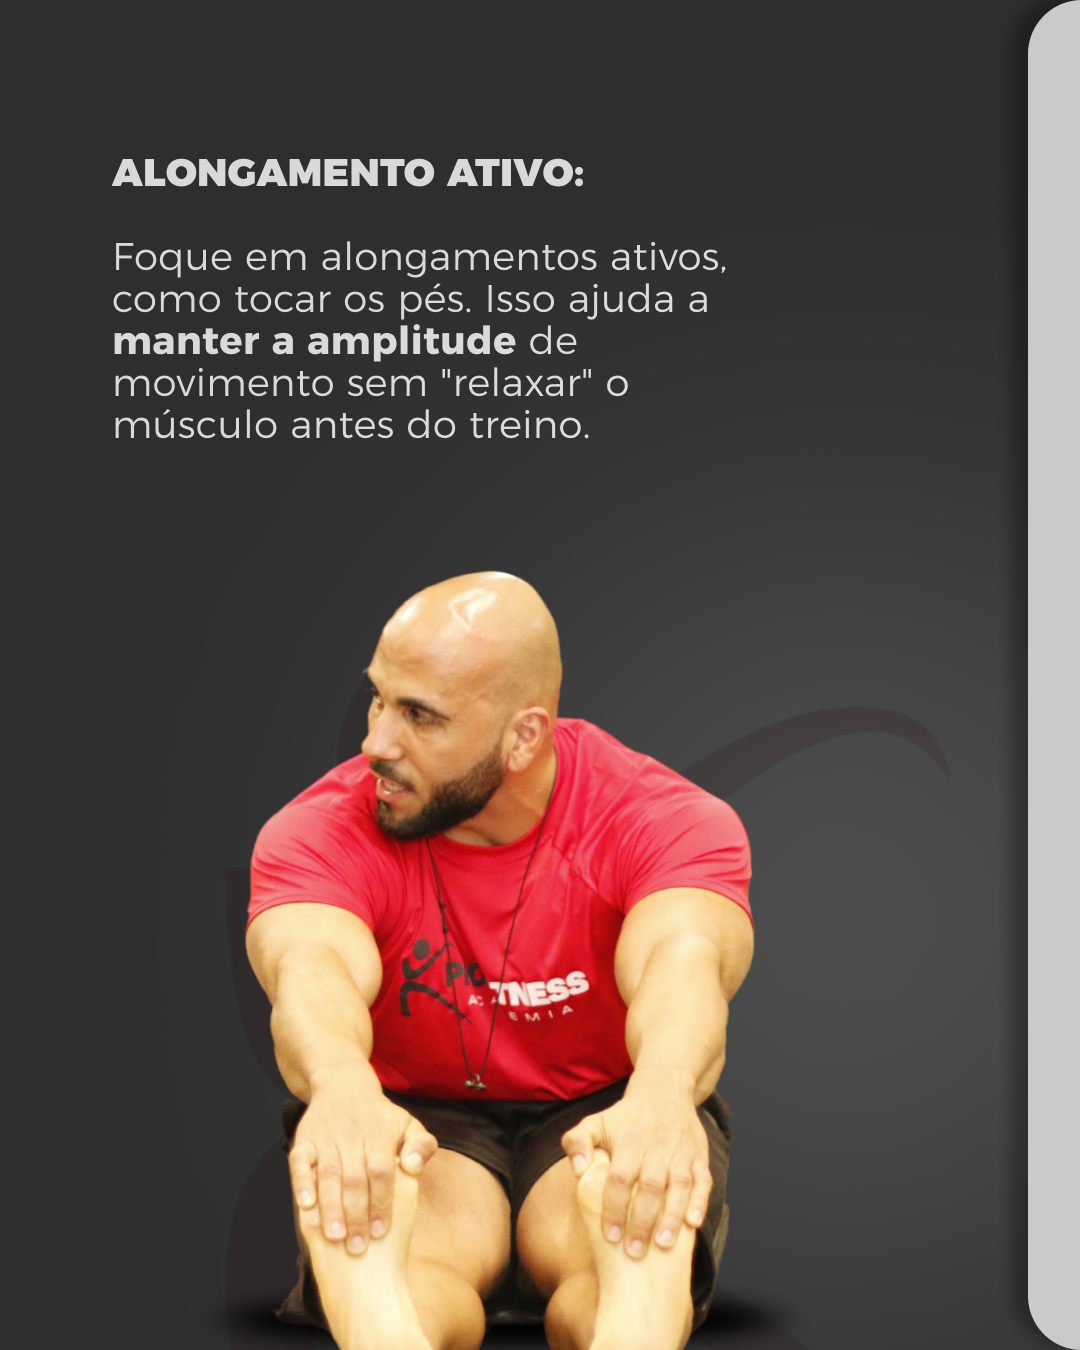 ALONGAMENTO ATIVO:
Foque em alongamentos ativos,
como tocar os pés. Isso ajuda a
manter a amplitude de
movimento sem "relaxar" o
músculo antes do treino.